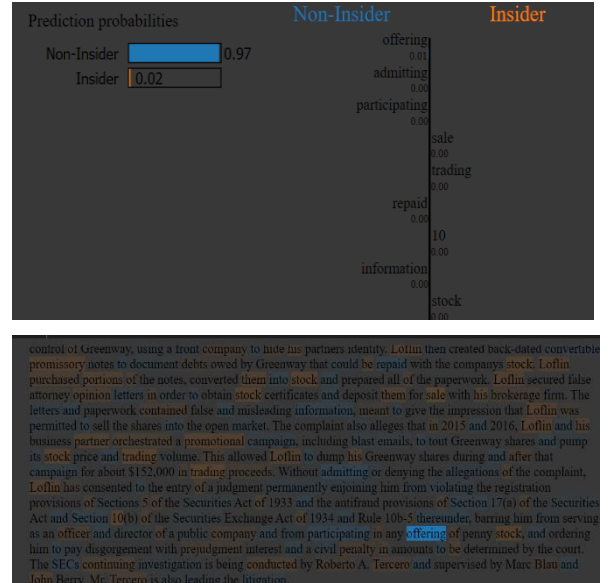 Prediction probabilities
Non-Insider 0.97
Insider 0.02
Non-Insider Insider
offering
0.01
admitting
0.00
participating
0.00
sale
0.00
trading
0.00
repaid
0.00
10
0.00
information
0.00
stock
0.00
control of Greenway, using a front company to hide his partners identity. Loflin then created back-dated convertible
promissory notes to document debts owed by Greenway that could be repaid with the companys stock. Loflin
purchased portions of the notes, converted them into stock and prepared all of the paperwork. Loflin secured false
attorney opinion letters in order to obtain stock certificates and deposit them for sale with his brokerage firm. The
letters and paperwork contained false and misleading information, meant to give the impression that Loflin was
permitted to sell the shares into the open market. The complaint also alleges that in 2015 and 2016, Loflin and his
business partner orchestrated a promotional campaign, including blast emails, to tout Greenway shares and pump
its stock price and trading volume. This allowed Loflin to dump his Greenway shares during and after that
campaign for about $152,000 in trading proceeds. Without admitting or denying the allegations of the complaint,
Loflin has consented to the entry of a judgment permanently enjoining him from violating the registration
provisions of Sections 5 of the Securities Act of 1933 and the antifraud provisions of Section 17(a) of the Securities
Act and Section 10(b) of the Securities Exchange Act of 1934 and Rule 10b-5 thereunder, barring him from serving
as an officer and director of a public company and from participating in any offering of penny stock, and ordering
him to pay disgorgement with prejudgment interest and a civil penalty in amounts to be determined by the court.
The SECs continuing investigation is being conducted by Roberto A. Tercero and supervised by Marc Blau and
John Berry. Mr. Tercero is also leading the litigation.